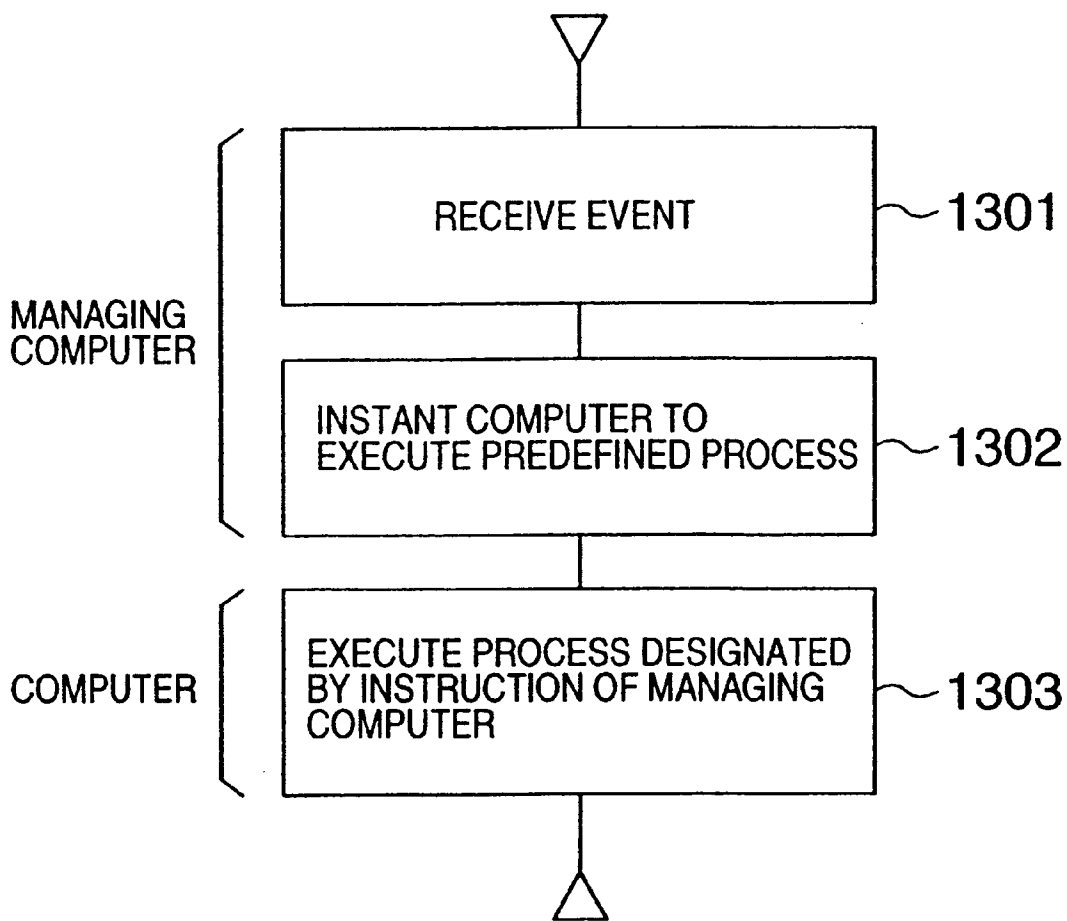 RECEIVE EVENT
1301
MANAGING
COMPUTER
INSTANT COMPUTER TO
EXECUTE PREDEFINED PROCESS
1302
COMPUTER
EXECUTE PROCESS DESIGNATED
BY INSTRUCTION OF MANAGING
COMPUTER
1303